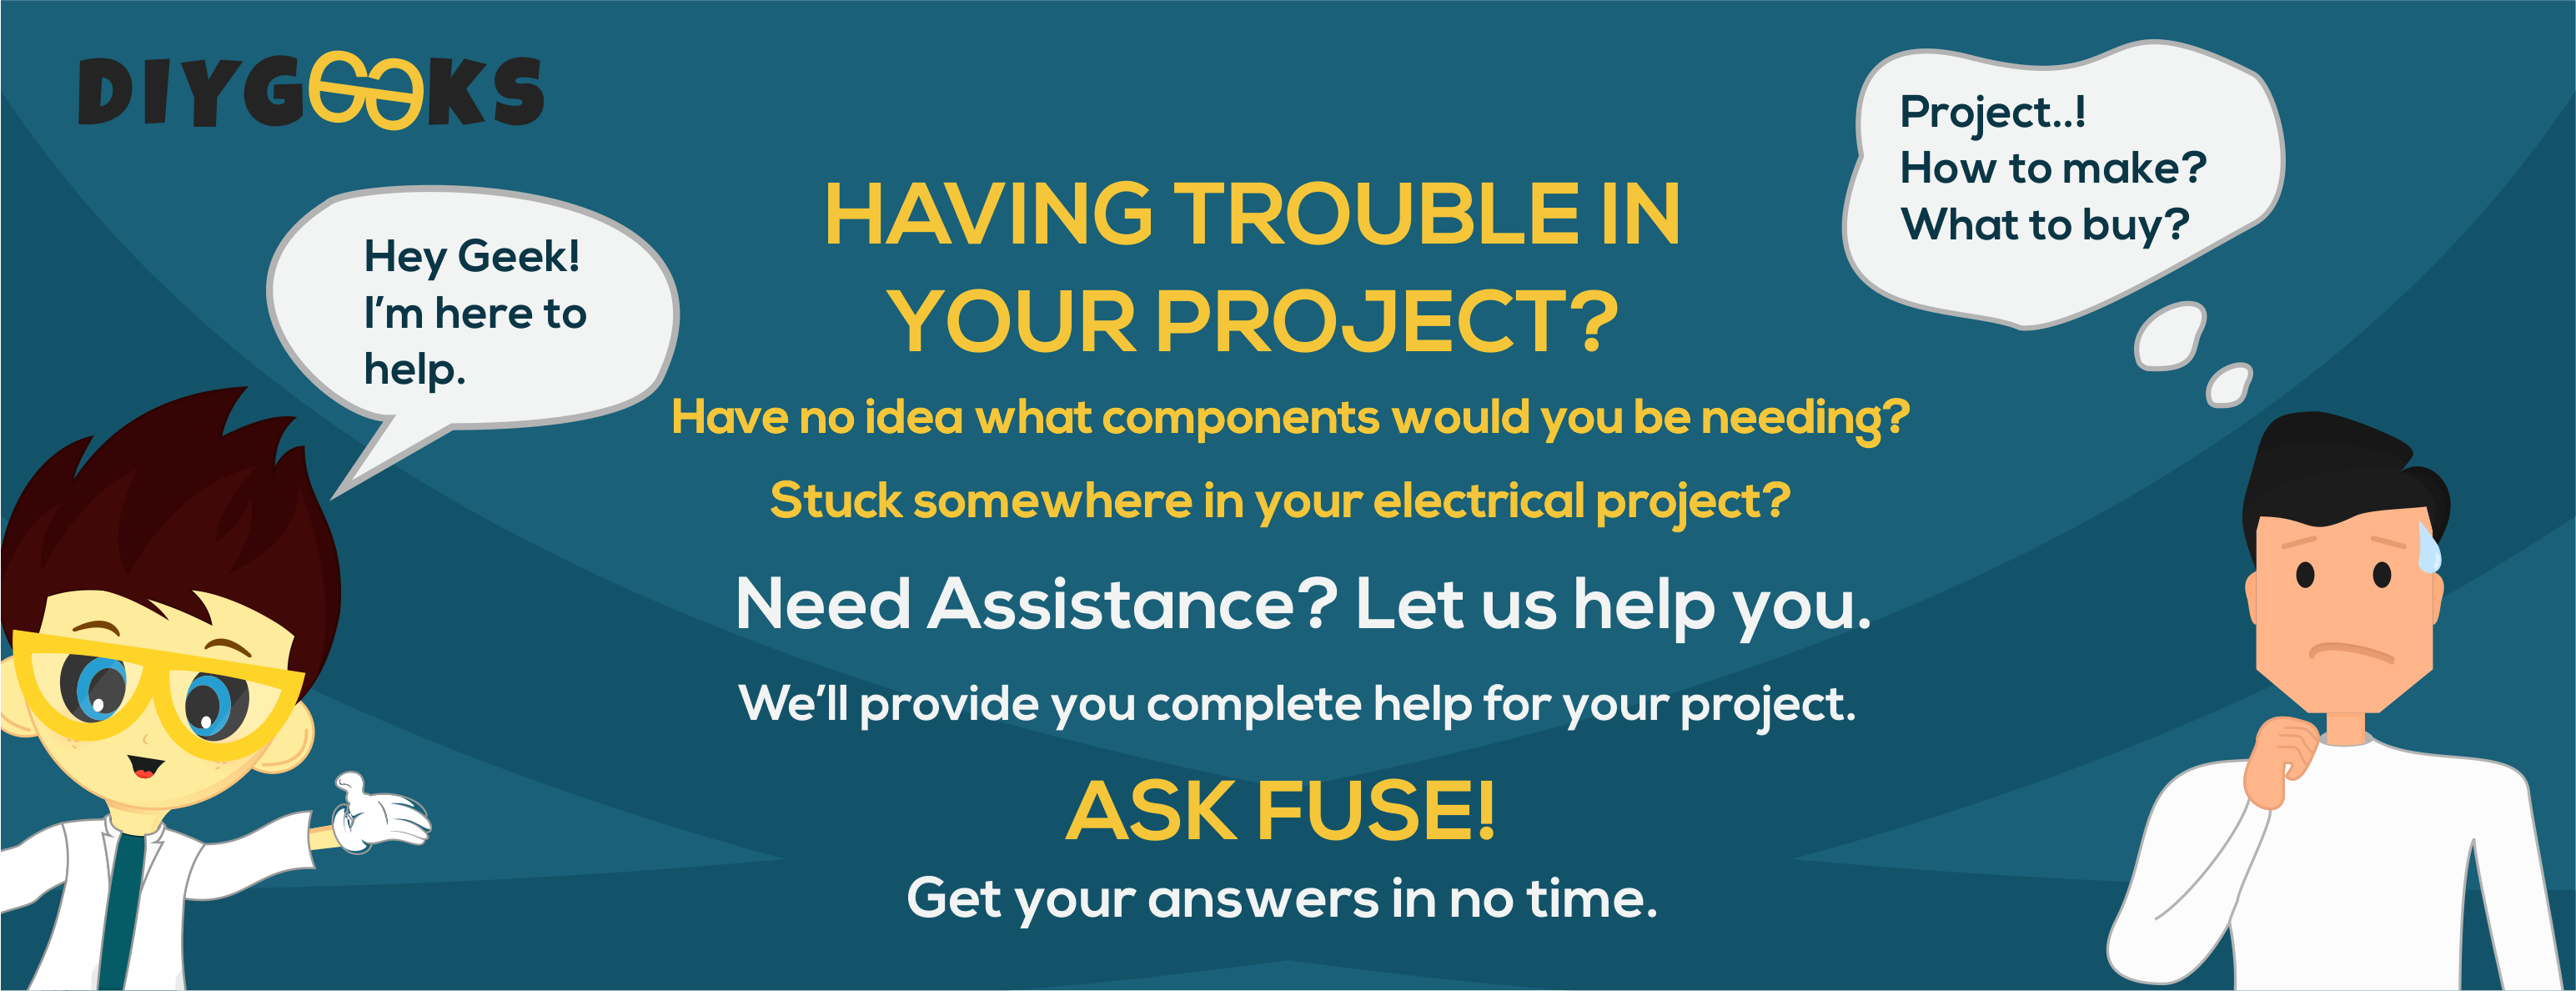 DIYGEEKS
Hey Geek!
I'm here to
help.
HAVING TROUBLE IN
YOUR PROJECT?
Have no idea what components would you be needing?
Stuck somewhere in your electrical project?
Need Assistance? Let us help you.
We'll provide you complete help for your project.
ASK FUSE!
Get your answers in no time.
Project..!
How to make?
What to buy?